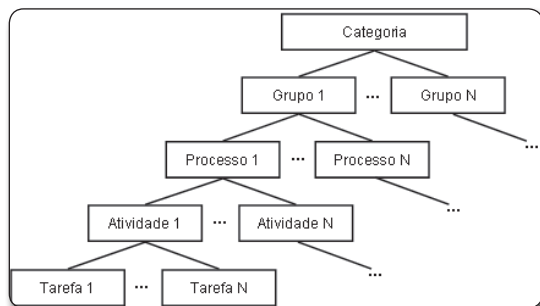 Categoria
Grupo 1 ... Grupo N
...
Processo 1 ... Processo N
...
Atividade 1 ... Atividade N
...
Tarefa 1 ... Tarefa N